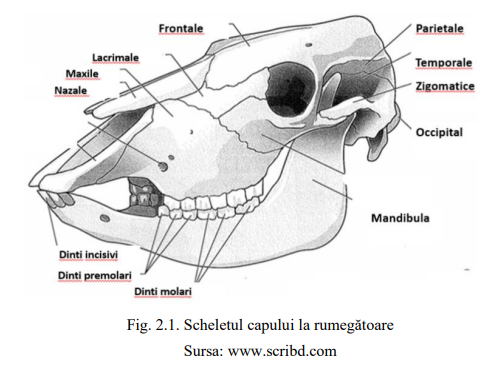 Frontale
Parietale
Lacrimale
Temporale
Maxile
Zigomatice
Nazale
Occipital
Mandibula
Dinti incisivi
Dinti premolari
Dinti molari
Fig. 2.1. Scheletul capului la rumegătoare
Sursa: www.scribd.com